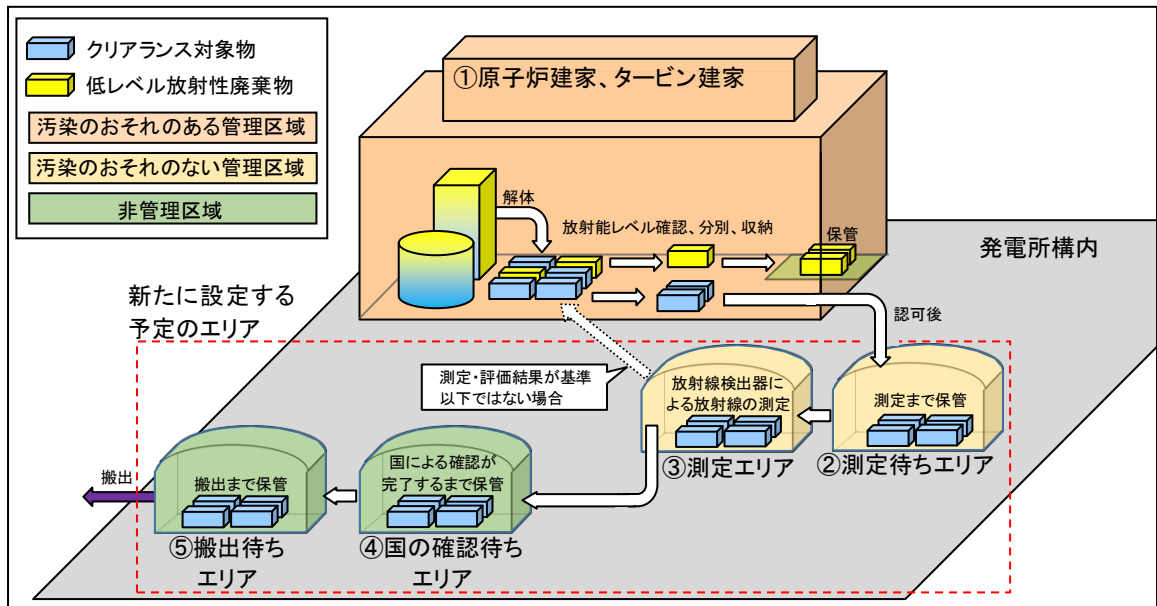 クリアランス対象物
低レベル放射性廃棄物
汚染のおそれのある管理区域
汚染のおそれのない管理区域
非管理区域
①原子炉建家、タービン建家
解体
放射能レベル確認、分別、収納
保管
発電所構内
新たに設定する
予定のエリア
認可後
測定・評価結果が基準
以下ではない場合
放射線検出器に
よる放射線の測定
測定まで保管
③測定エリア
②測定待ちエリア
国による確認が
完了するまで保管
搬出まで保管
搬出
⑤搬出待ち
エリア
④国の確認待ち
エリア